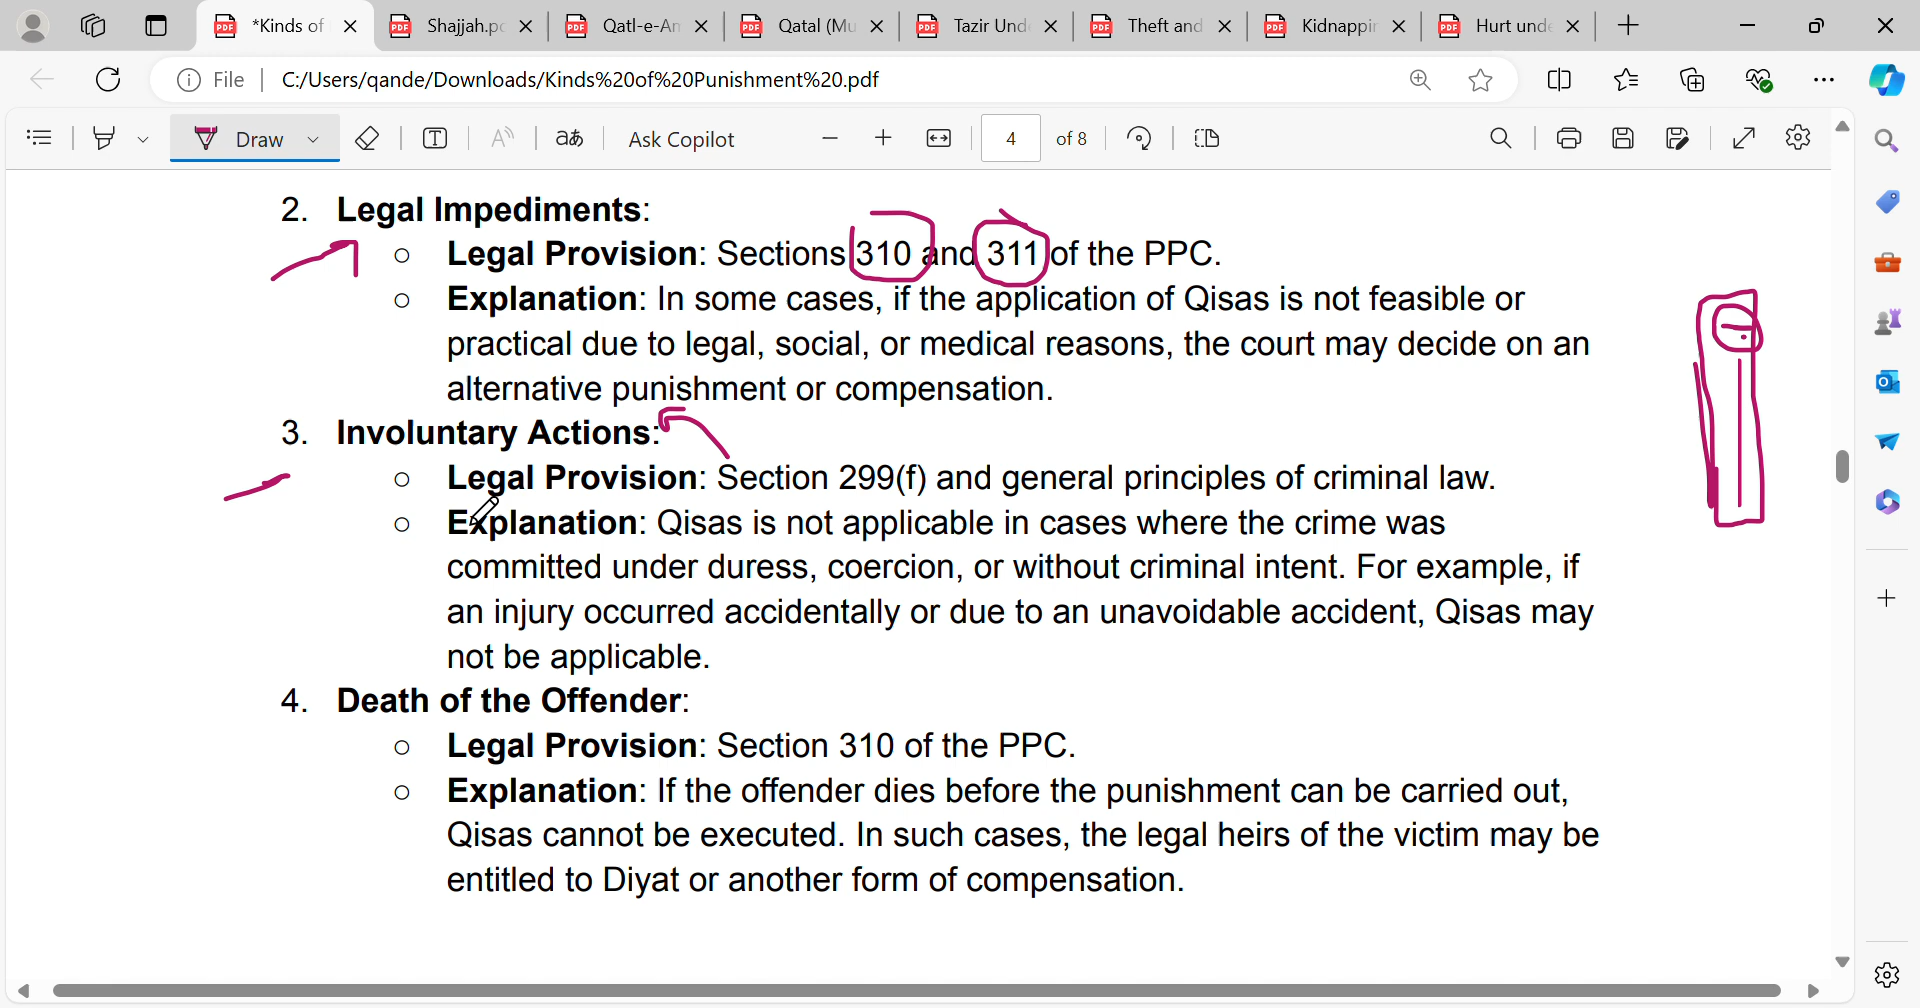 *Kinds of
Shajjah.pc
Qatl-e-An
Qatal (Mu
Tazir Und
Theft and
Kidnappin
Hurt unde
File
C:/Users/qande/Downloads/Kinds%20of%20Punishment%20.pdf
Draw
aあ
Ask Copilot
4
of 8
2. Legal Impediments:
○ Legal Provision: Sections 310 and 311 of the PPC.
○ Explanation: In some cases, if the application of Qisas is not feasible or
practical due to legal, social, or medical reasons, the court may decide on an
alternative punishment or compensation.
3. Involuntary Actions:
○ Legal Provision: Section 299(f) and general principles of criminal law.
○ Explanation: Qisas is not applicable in cases where the crime was
committed under duress, coercion, or without criminal intent. For example, if
an injury occurred accidentally or due to an unavoidable accident, Qisas may
not be applicable.
4. Death of the Offender:
○ Legal Provision: Section 310 of the PPC.
○ Explanation: If the offender dies before the punishment can be carried out,
Qisas cannot be executed. In such cases, the legal heirs of the victim may be
entitled to Diyat or another form of compensation.